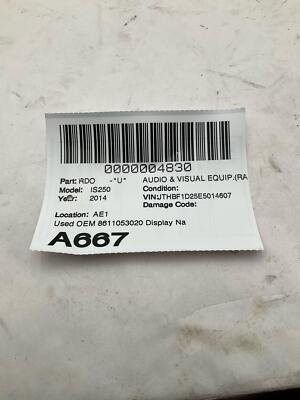 0000004830
Part: RDO -*U* AUDIO & VISUAL EQUIP.(RA
Model: IS250 Condition:
Year: 2014 VIN:JTHBF1D25E5014607
Damage Code:
Location: AE1
Used OEM 8611053020 Display Na
A667